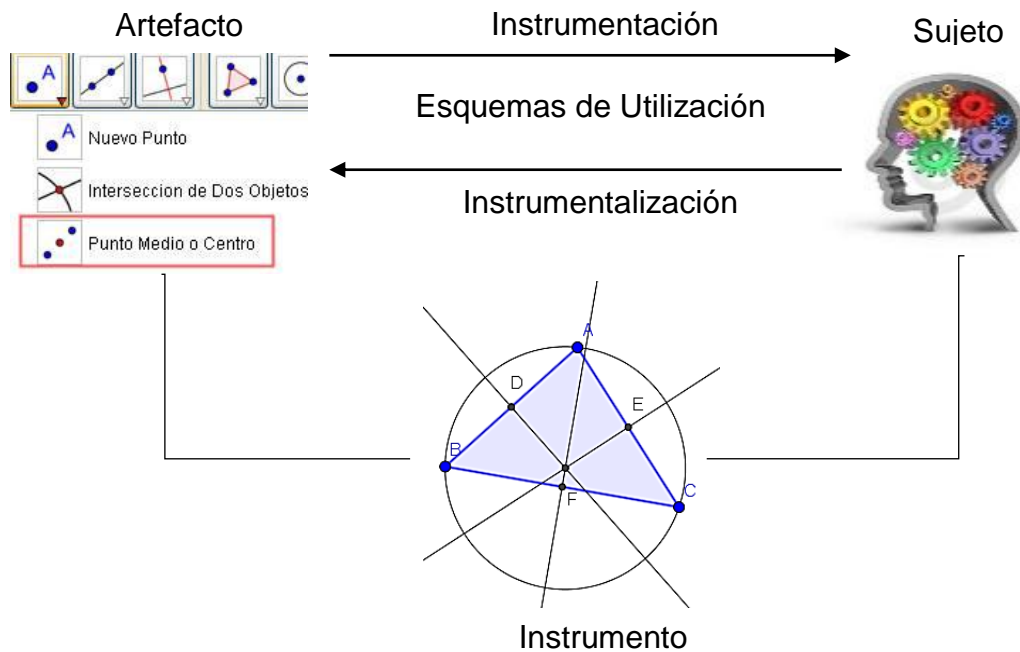 Artefacto
Instrumentación
Sujeto
A
Nuevo Punto
A
Interseccion de Dos Objetos
Punto Medio o Centro
Esquemas de Utilización
Instrumentalización
A
D
E
B
F
C
Instrumento